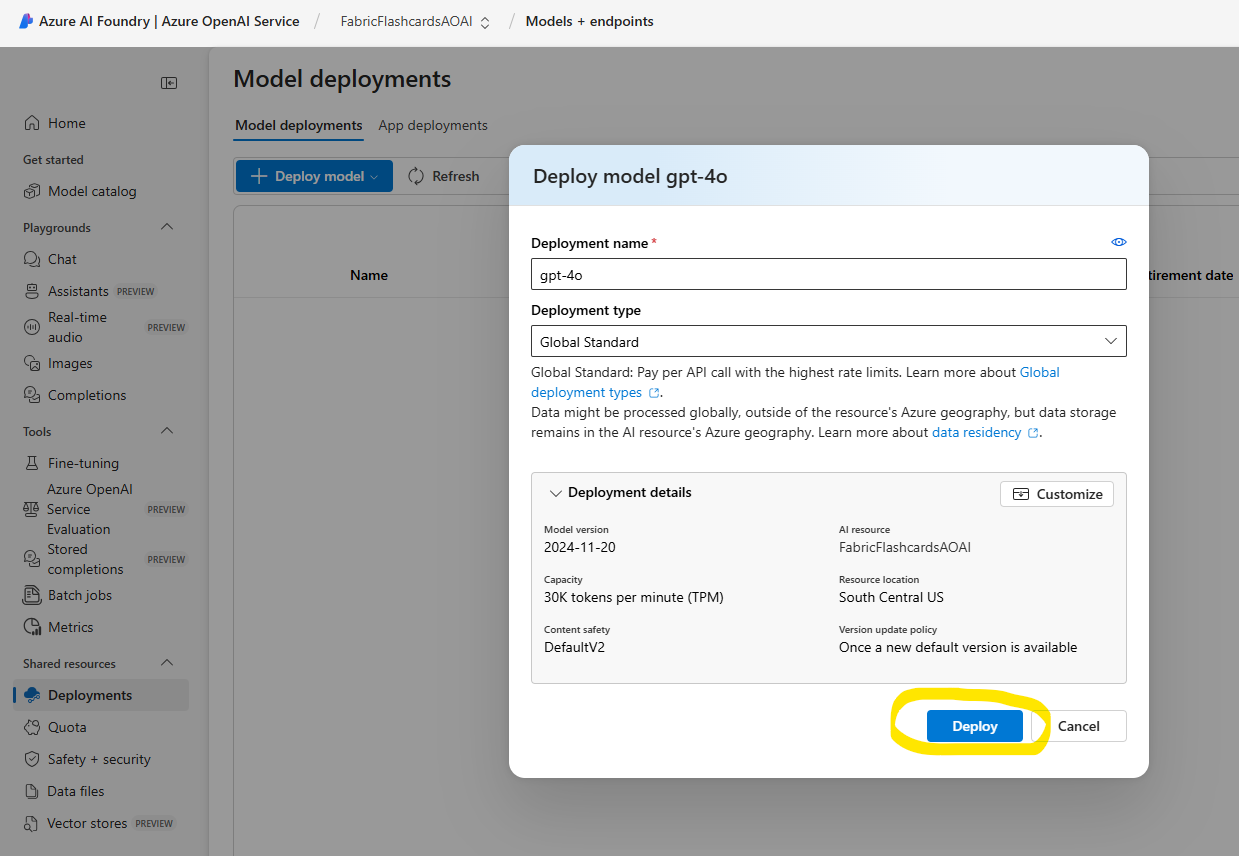 Azure AI Foundry | Azure OpenAI Service / FabricFlashcardsAOAI / Models + endpoints
Home
Get started
Model catalog
Playgrounds
Chat
Assistants PREVIEW
Real-time
audio
PREVIEW
Images
Completions
Tools
Fine-tuning
Azure OpenAI
Service
Evaluation
PREVIEW
Stored
completions
PREVIEW
Batch jobs
Metrics
Shared resources
Deployments
Quota
Safety + security
Data files
Vector stores PREVIEW
Model deployments
Model deployments App deployments
Deploy model Refresh
Name
tirement date
Deploy model gpt-4o
Deployment name *
gpt-4o
Deployment type
Global Standard
Global Standard: Pay per API call with the highest rate limits. Learn more about Global
deployment types .
Data might be processed globally, outside of the resource's Azure geography, but data storage
remains in the AI resource's Azure geography. Learn more about data residency .
Deployment details
Customize
Model version
2024-11-20
AI resource
FabricFlashcardsAOAI
Capacity
30K tokens per minute (TPM)
Resource location
South Central US
Content safety
DefaultV2
Version update policy
Once a new default version is available
Deploy Cancel